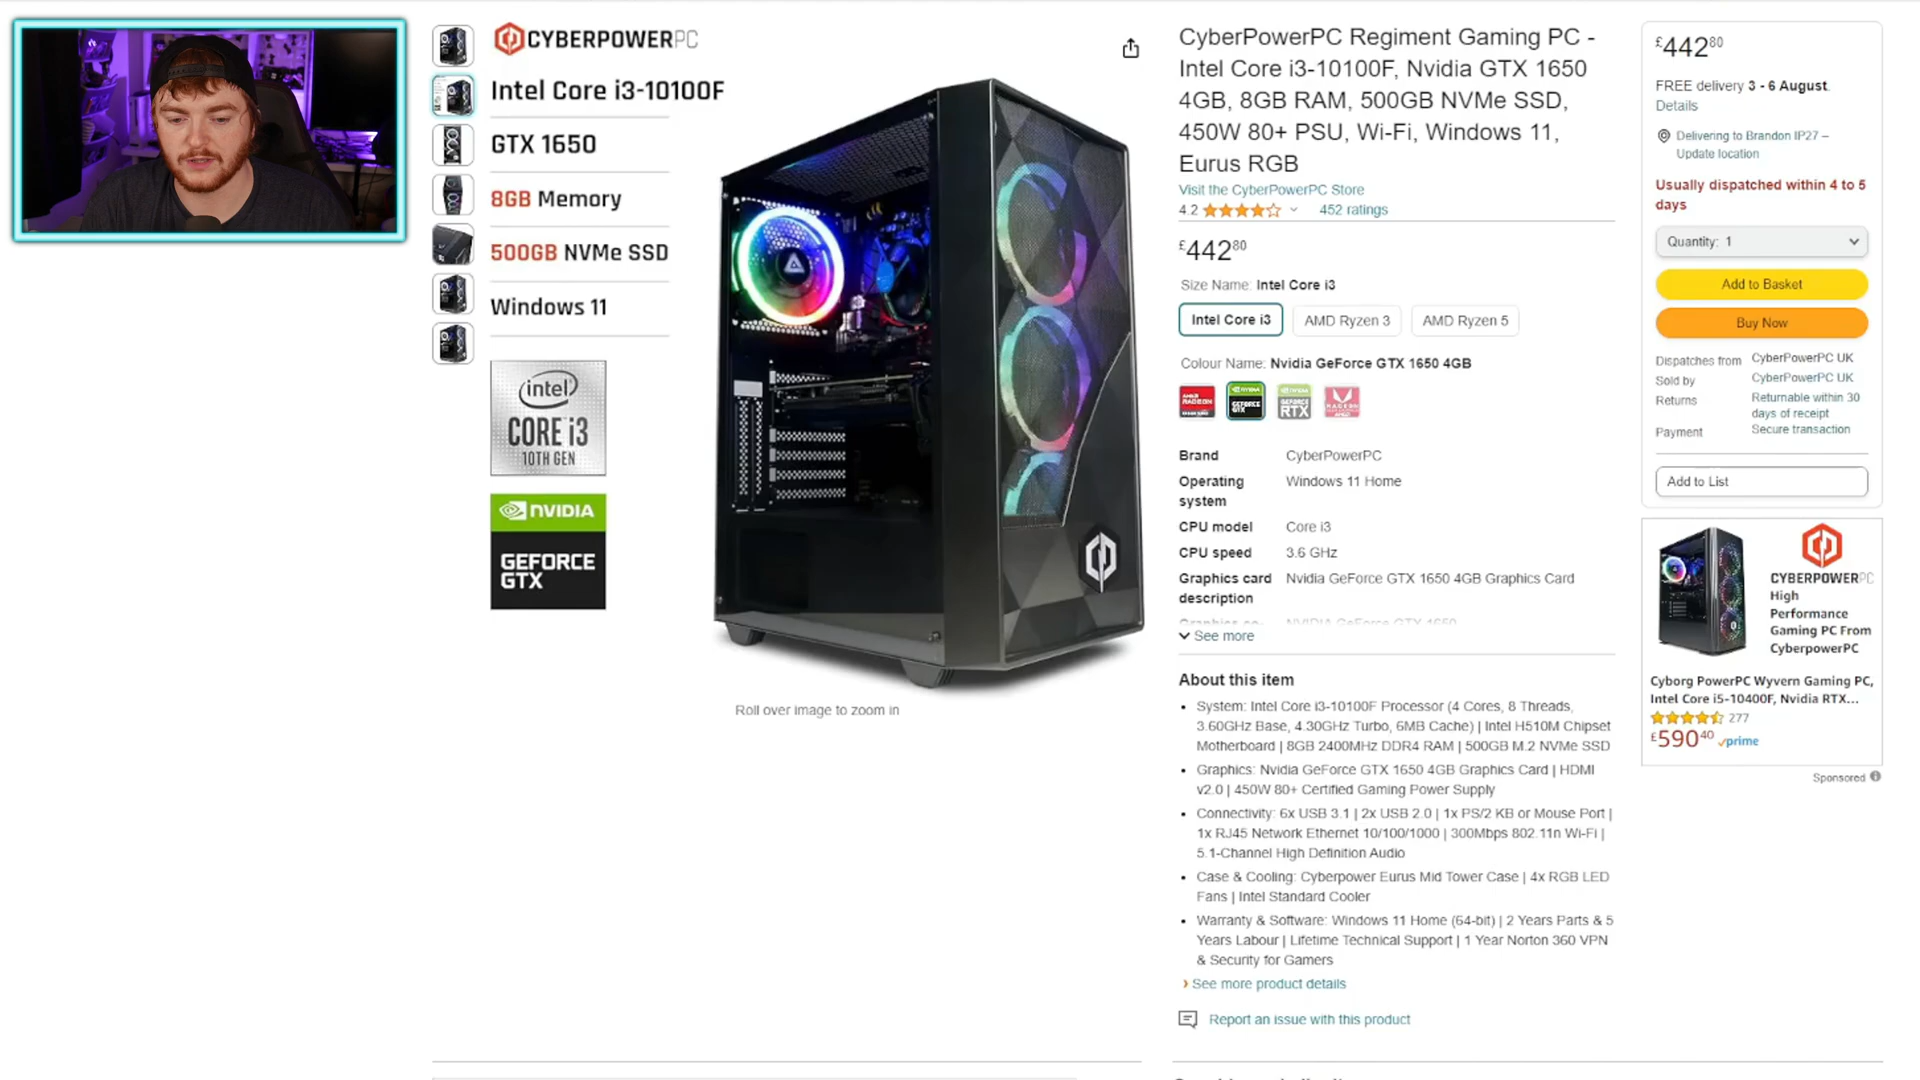 CYBERPOWERPC
Intel Core i3-10100F
GTX 1650
8GB Memory
500GB NVMe SSD
Windows 11
intel
CORE i3
10TH GEN
NVIDIA
GEFORCE
GTX
Roll over image to zoom in
CyberPowerPC Regiment Gaming PC -
Intel Core i3-10100F, Nvidia GTX 1650
4GB, 8GB RAM, 500GB NVMe SSD,
450W 80+ PSU, Wi-Fi, Windows 11,
Eurus RGB
Visit the CyberPowerPC Store
4.2 452 ratings
£44280
Size Name: Intel Core i3
Intel Core i3 AMD Ryzen 3 AMD Ryzen 5
Colour Name: Nvidia GeForce GTX 1650 4GB
Brand CyberPowerPC
Operating Windows 11 Home
system
CPU model Core i3
CPU speed 3.6 GHz
Graphics card Nvidia GeForce GTX 1650 4GB Graphics Card
description
See more
About this item
• System: Intel Core i3-10100F Processor (4 Cores, 8 Threads,
3.60GHz Base, 4.30GHz Turbo, 6MB Cache) | Intel H510M Chipset
Motherboard | 8GB 2400MHz DDR4 RAM | 500GB M.2 NVMe SSD
• Graphics: Nvidia GeForce GTX 1650 4GB Graphics Card | HDMI
v2.0 | 450W 80+ Certified Gaming Power Supply
• Connectivity: 6x USB 3.1 | 2x USB 2.0 | 1x PS/2 KB or Mouse Port |
1x RJ45 Network Ethernet 10/100/1000 | 300Mbps 802.11n Wi-Fi |
5.1-Channel High Definition Audio
• Case & Cooling: Cyberpower Eurus Mid Tower Case | 4x RGB LED
Fans | Intel Standard Cooler
• Warranty & Software: Windows 11 Home (64-bit) | 2 Years Parts & 5
Years Labour | Lifetime Technical Support | 1 Year Norton 360 VPN
& Security for Gamers
› See more product details
Report an issue with this product
£44280
FREE delivery 3 - 6 August.
Details
Delivering to Brandon IP27 –
Update location
Usually dispatched within 4 to 5
days
Quantity: 1
Add to Basket
Buy Now
Dispatches from CyberPowerPC UK
Sold by CyberPowerPC UK
Returns Returnable within 30
days of receipt
Payment Secure transaction
Add to List
CYBERPOWERPC
High
Performance
Gaming PC From
CyberpowerPC
Cyborg PowerPC Wyvern Gaming PC,
Intel Core i5-10400F, Nvidia RTX...
277
£59040 prime
Sponsored